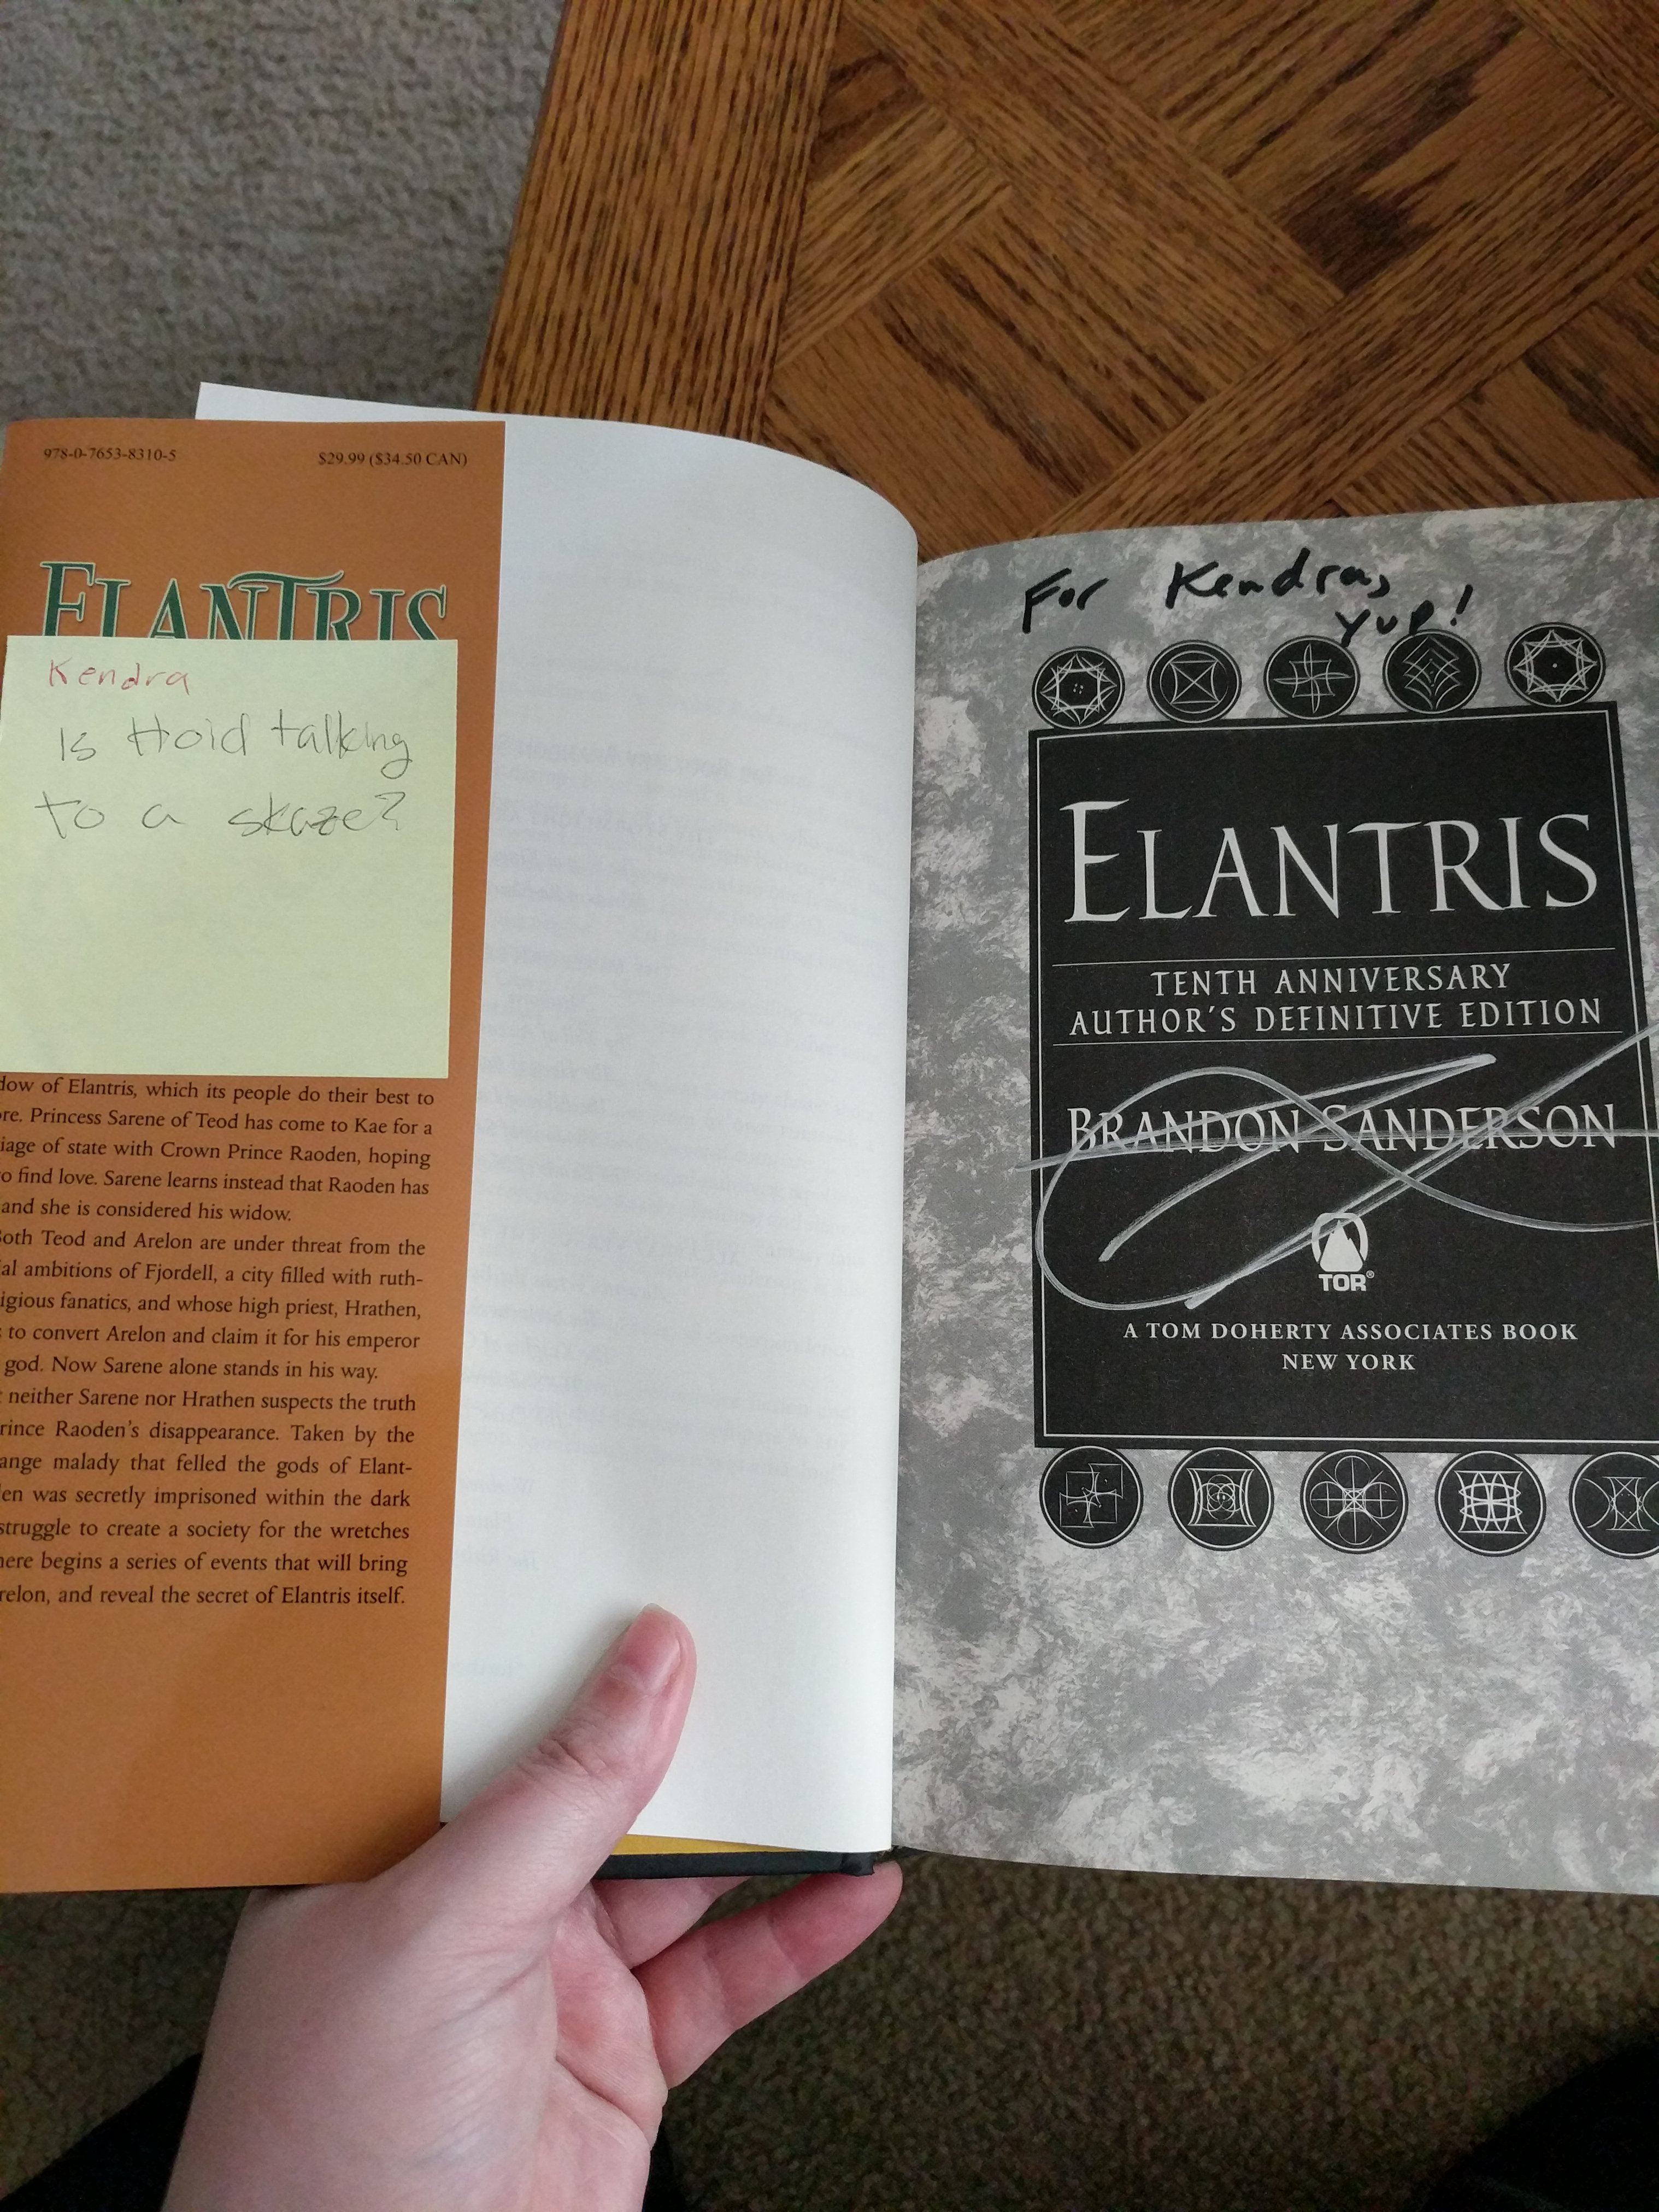 978-0-7653-8310-5
$29.99 ($34.50 CAN)
ELANTRIS
Kendra
Is Hoid talking
to a skaze?
dow of Elantris, which its people do their best to
ore. Princess Sarene of Teod has come to Kae for a
iage of state with Crown Prince Raoden, hoping
o find love. Sarene learns instead that Raoden has
and she is considered his widow.
Both Teod and Arelon are under threat from the
ial ambitions of Fjordell, a city filled with ruth-
igious fanatics, and whose high priest, Hrathen,
to convert Arelon and claim it for his emperor
god. Now Sarene alone stands in his way.
t neither Sarene nor Hrathen suspects the truth
rince Raoden's disappearance. Taken by the
ange malady that felled the gods of Elant-
en was secretly imprisoned within the dark
struggle to create a society for the wretches
here begins a series of events that will bring
relon, and reveal the secret of Elantris itself.
For Kendra,
yup!
ELANTRIS
TENTH ANNIVERSARY
AUTHOR'S DEFINITIVE EDITION
BRANDON SANDERSON
TOR®
A TOM DOHERTY ASSOCIATES BOOK
NEW YORK